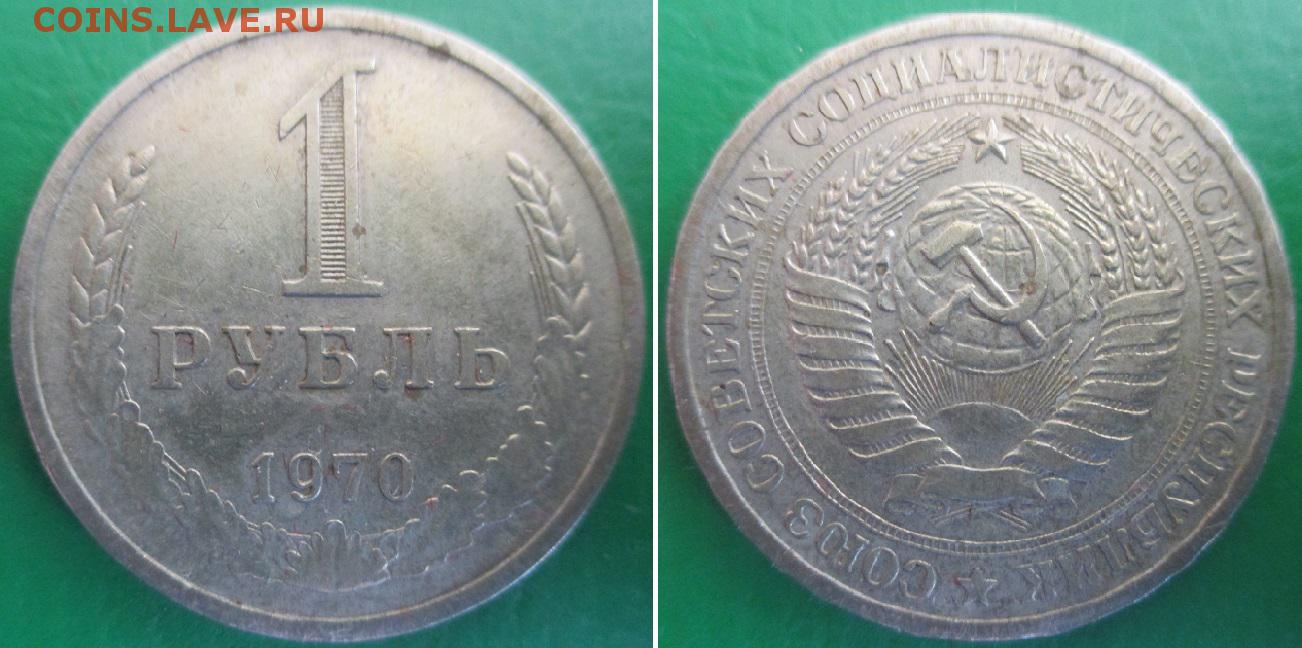 COINS.LAVE.RU
1
РУБЛЬ
1970
СОЮЗ СОВЕТСКИХ СОЦИАЛИСТИЧЕСКИХ РЕСПУБЛИК